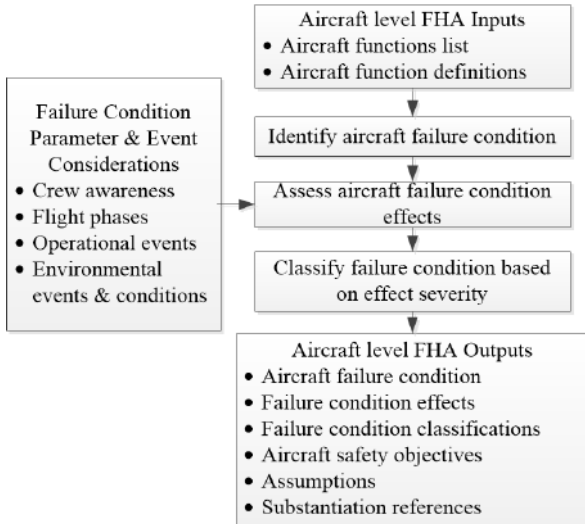 Aircraft level FHA Inputs
• Aircraft functions list
• Aircraft function definitions
Failure Condition
Parameter & Event
Considerations
• Crew awareness
• Flight phases
• Operational events
• Environmental
events & conditions
Identify aircraft failure condition
Assess aircraft failure condition
effects
Classify failure condition based
on effect severity
Aircraft level FHA Outputs
• Aircraft failure condition
• Failure condition effects
• Failure condition classifications
• Aircraft safety objectives
• Assumptions
• Substantiation references